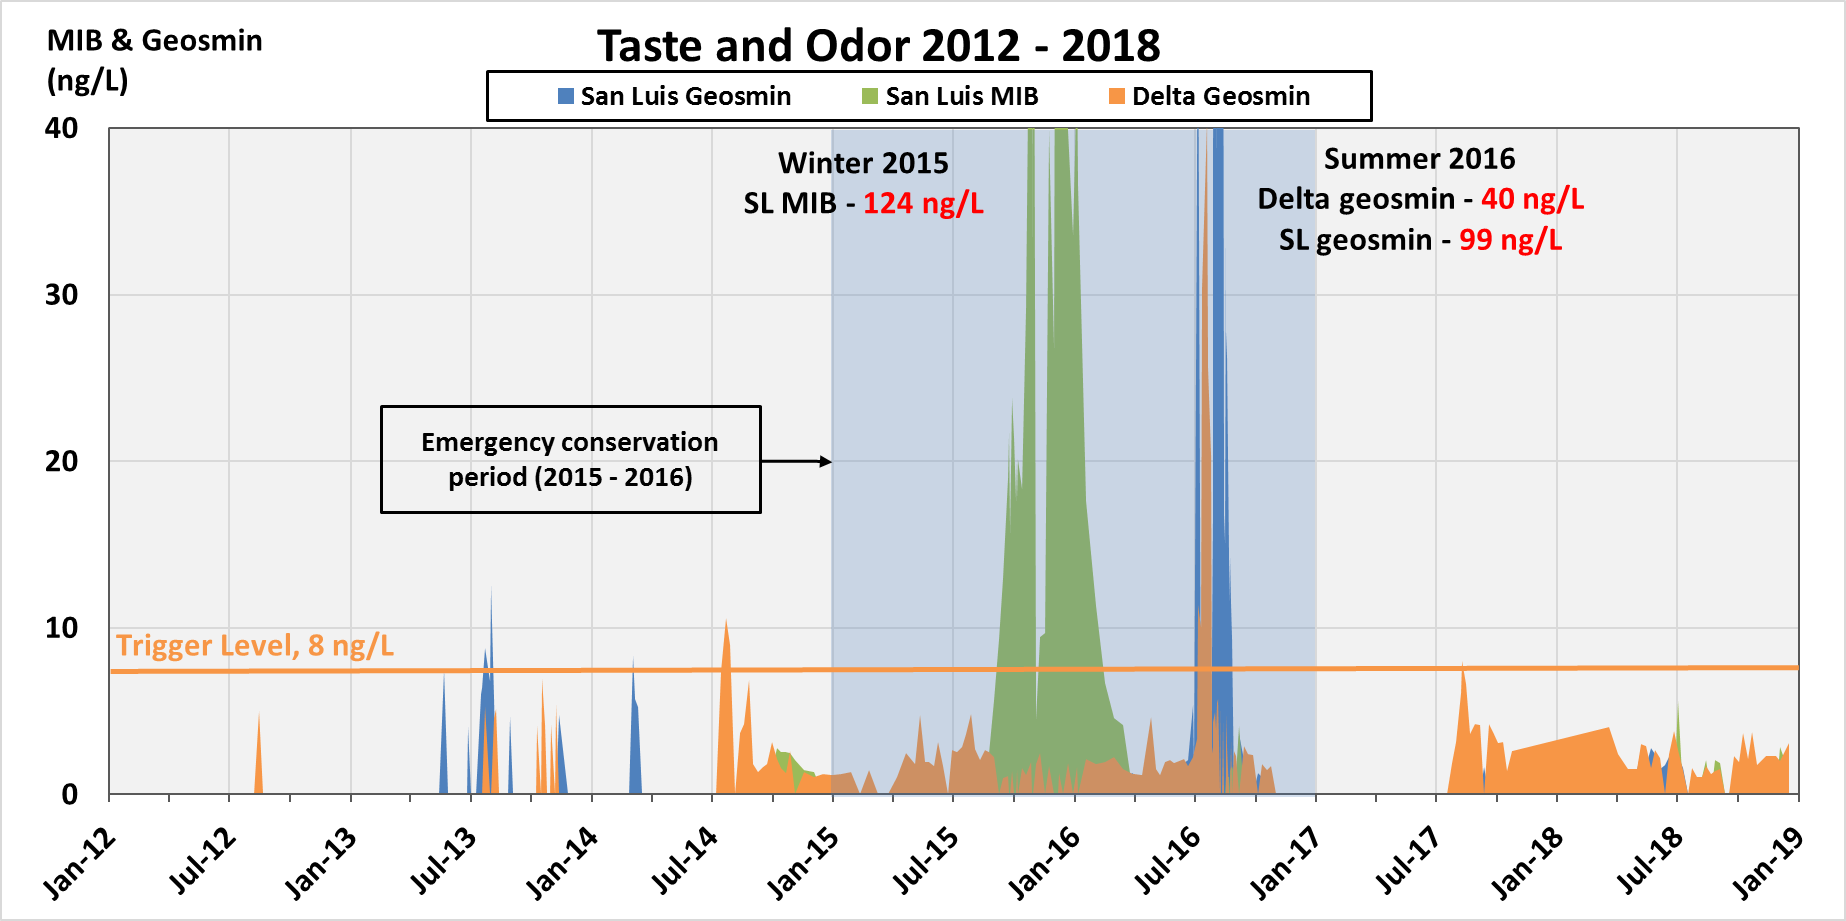 MIB & Geosmin
(ng/L)
Taste and Odor 2012 - 2018
San Luis Geosmin San Luis MIB Delta Geosmin
40
30
20
10
0
Winter 2015
SL MIB - 124 ng/L
Summer 2016
Delta geosmin - 40 ng/L
SL geosmin - 99 ng/L
Emergency conservation
period (2015 - 2016)
Trigger Level, 8 ng/L
Jan-12 Jul-12 Jan-13 Jul-13 Jan-14 Jul-14 Jan-15 Jul-15 Jan-16 Jul-16 Jan-17 Jul-17 Jan-18 Jul-18 Jan-19